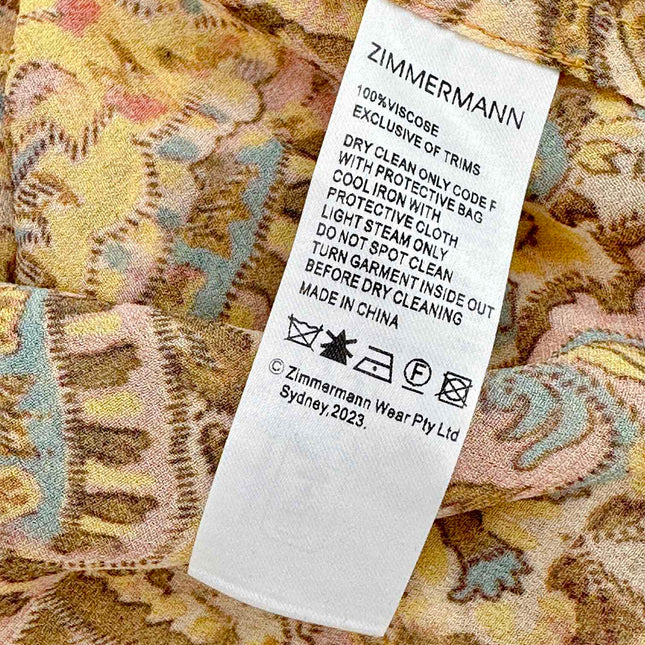 ZIMMERMANN
100%VISCOSE
EXCLUSIVE OF TRIMS
DRY CLEAN ONLY CODE F
WITH PROTECTIVE BAG
COOL IRON WITH
PROTECTIVE CLOTH
LIGHT STEAM ONLY
DO NOT SPOT CLEAN
TURN GARMENT INSIDE OUT
BEFORE DRY CLEANING
MADE IN CHINA
F
© Zimmermann Wear Pty Ltd
Sydney, 2023.